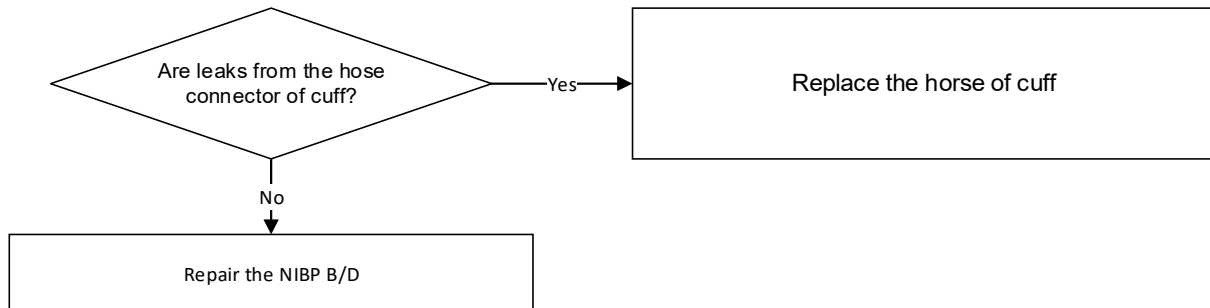 Are leaks from the hose
connector of cuff?
Yes
Replace the horse of cuff
No
Repair the NIBP B/D